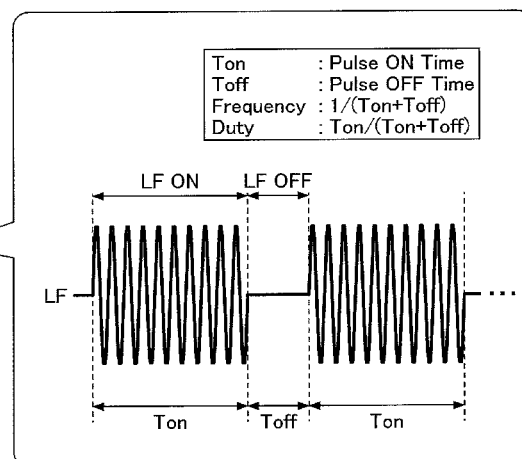 Ton : Pulse ON Time
Toff : Pulse OFF Time
Frequency : 1/(Ton+Toff)
Duty : Ton/(Ton+Toff)
LF ON LF OFF
LF
Ton Toff Ton